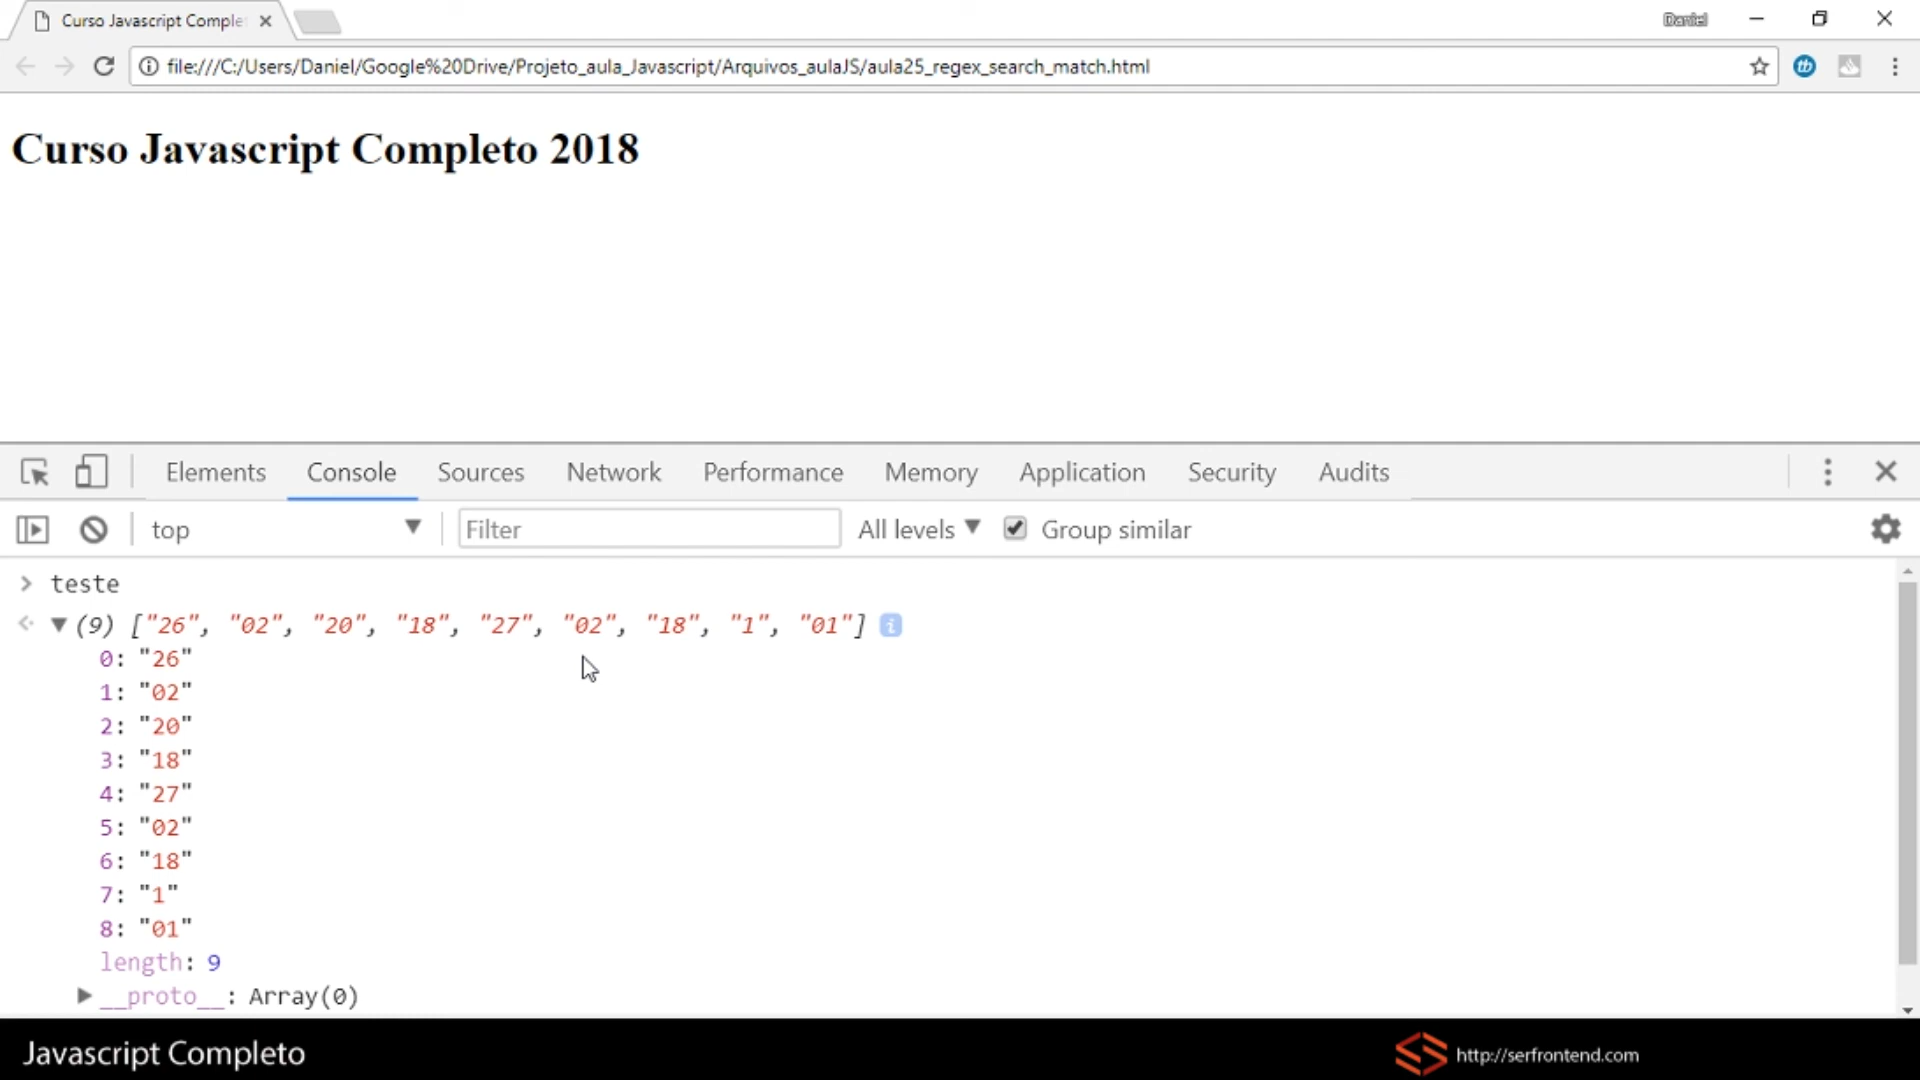 Curso Javascript Comple
Daniel
file:///C:/Users/Daniel/Google%20Drive/Projeto_aula_Javascript/Arquivos_aulaJS/aula25_regex_search_match.html
Curso Javascript Completo 2018
Elements Console Sources Network Performance Memory Application Security Audits
top Filter All levels Group similar
teste
(9) ["26", "02", "20", "18", "27", "02", "18", "1", "01"]
0: "26"
1: "02"
2: "20"
3: "18"
4: "27"
5: "02"
6: "18"
7: "1"
8: "01"
length: 9
__proto__: Array(0)
Javascript Completo http://serfrontend.com